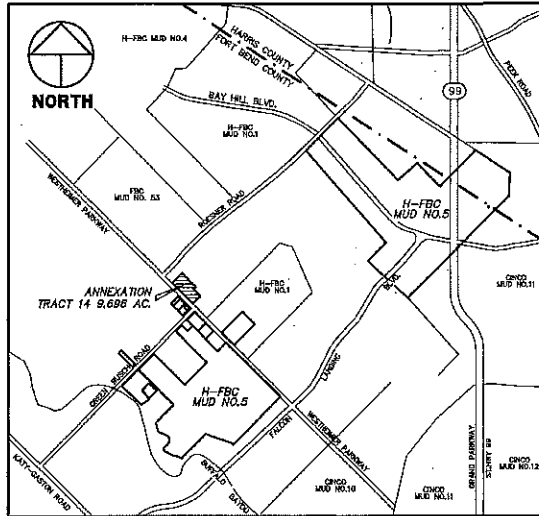 H-FBC MUD NO.4
HARRIS COUNTY
FORT BEND COUNTY
PEEK ROAD
99
NORTH
BAY HILL BLVD.
H-FBC
MUD NO.1
FBC
MUD NO. 53
WESTHEIMER PARKWAY
ROESNER ROAD
H-FBC
MUD NO.5
ANNEXATION
TRACT 14 9.696 AC.
H-FBC
MUD NO.1
CINCO
MUD NO.11
BLVD.
LANDING
GREEN BUSCH ROAD
H-FBC
MUD NO.5
FALCON
WESTHEIMER PARKWAY
GRAND PARKWAY
ST.HWY 99
KATY-GASTON ROAD
BUFFALO
BAYOU
CINCO
MUD NO.10
CINCO
MUD NO.11
CINCO
MUD NO.12